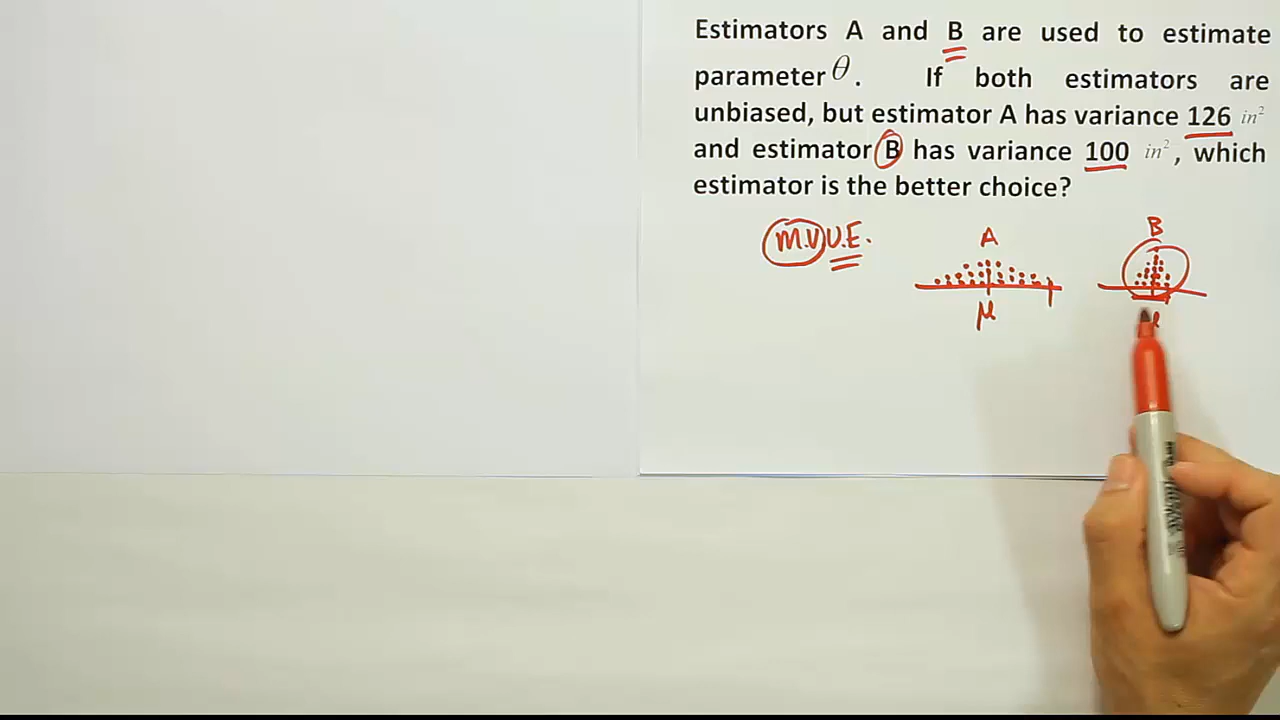 Estimators A and B are used to estimate
parameter θ. If both estimators are
unbiased, but estimator A has variance 126 in²
and estimator B has variance 100 in², which
estimator is the better choice?
M.V.U.E.
A
B
μ